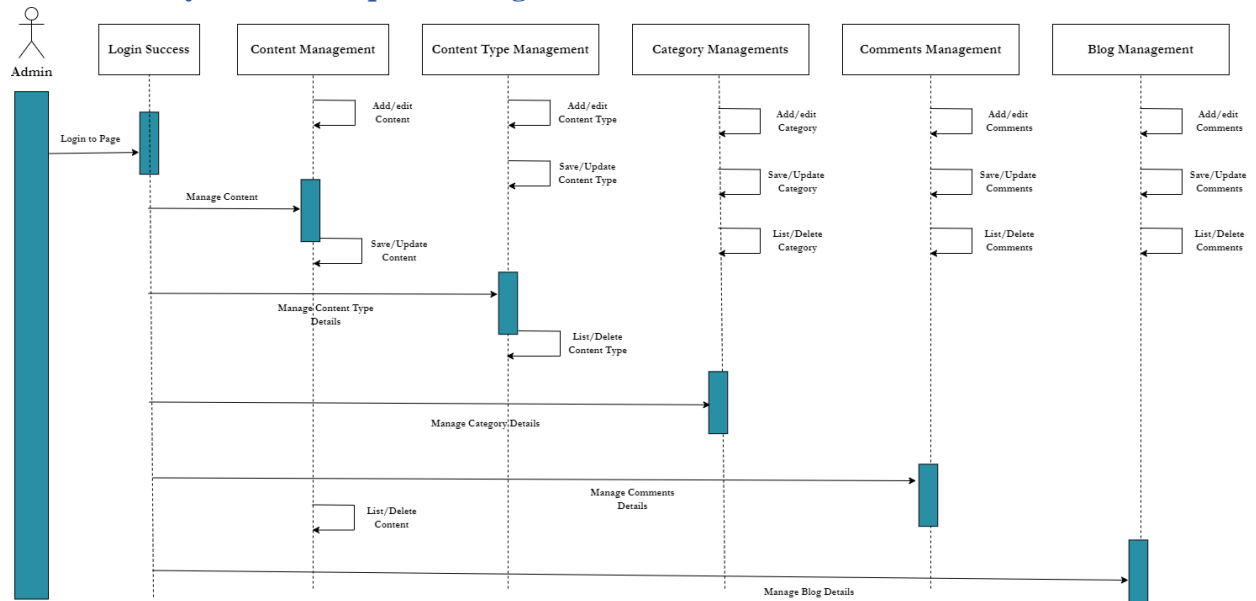 Admin
Login Success
Content Management
Content Type Management
Category Managements
Comments Management
Blog Management
Add/edit
Content
Add/edit
Content Type
Add/edit
Category
Add/edit
Comments
Add/edit
Comments
Login to Page
Save/Update
Content Type
Save/Update
Category
Save/Update
Comments
Save/Update
Comments
Manage Content
Save/Update
Content
List/Delete
Category
List/Delete
Comments
List/Delete
Comments
Manage Content Type
Details
List/Delete
Content Type
Manage Category Details
Manage Comments
Details
List/Delete
Content
Manage Blog Details